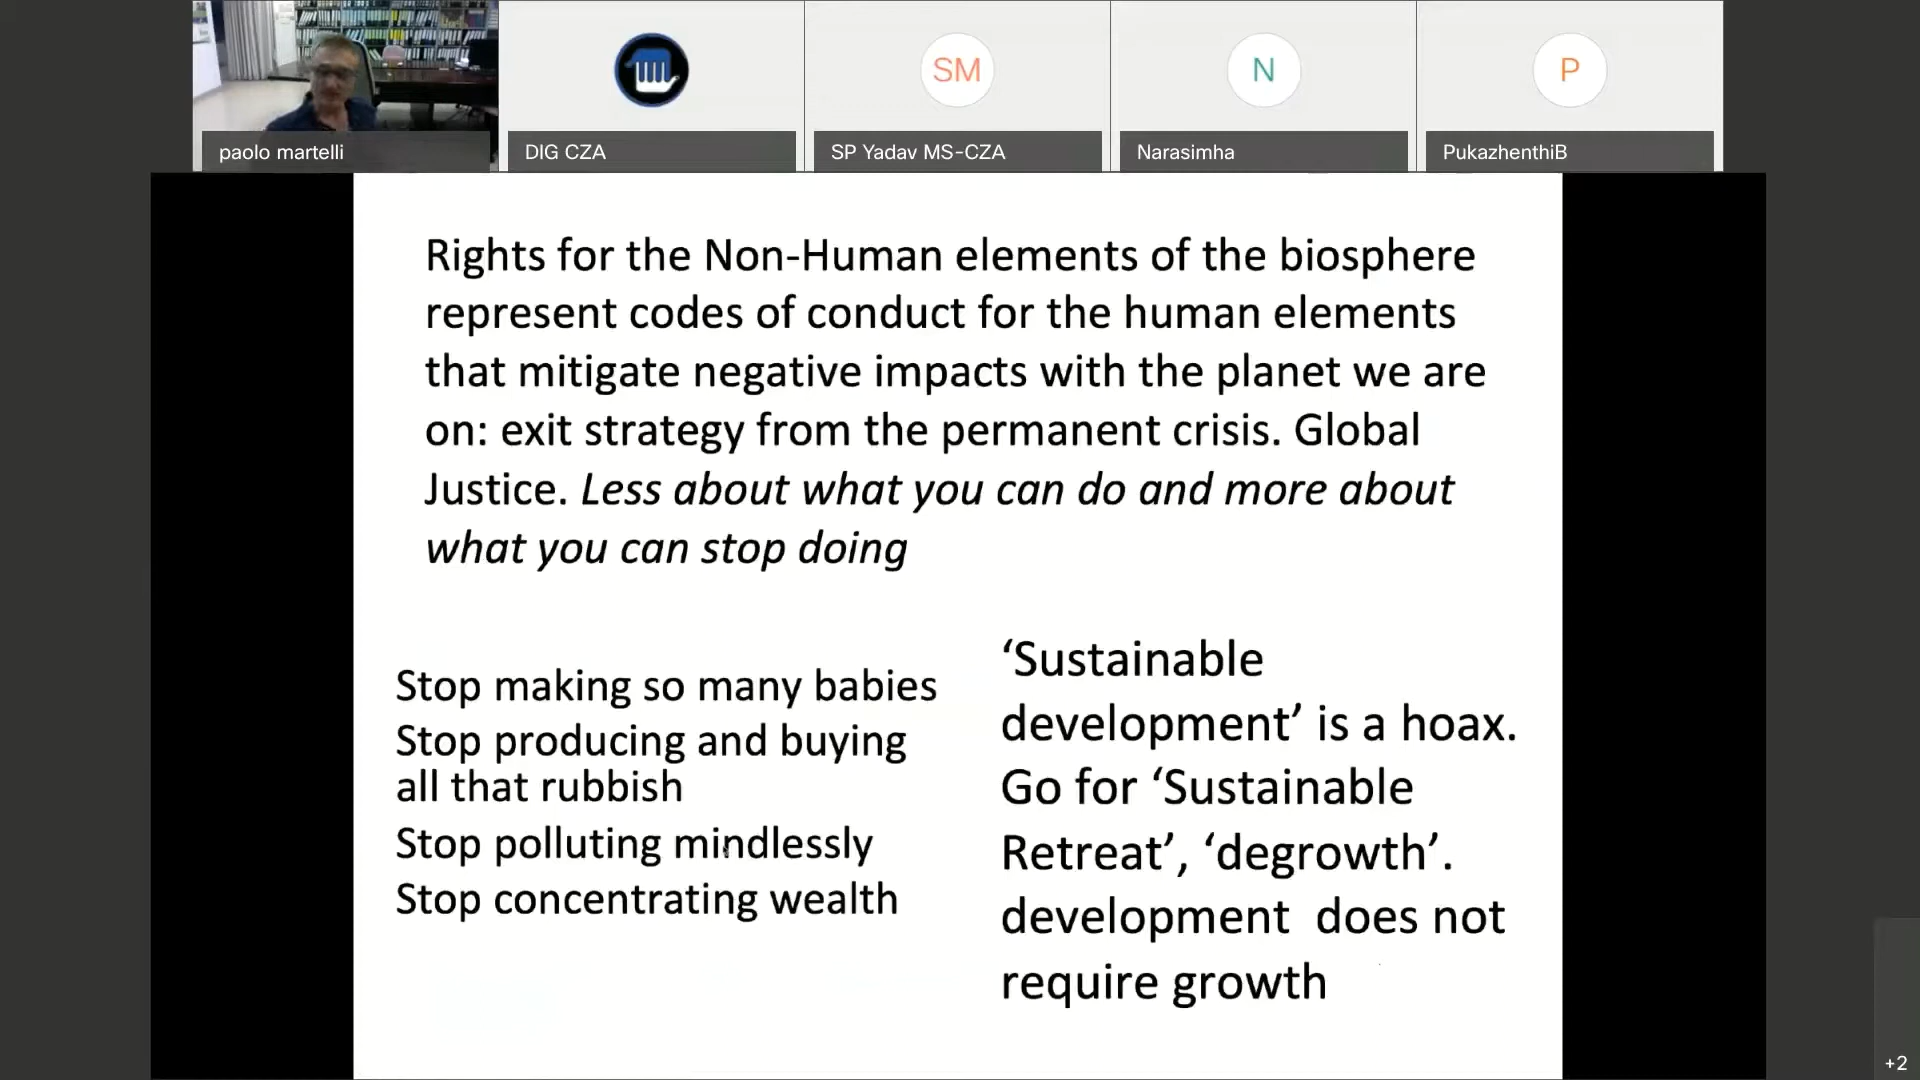 paolo martelli
DIG CZA
SM
SP Yadav MS-CZA
N
Narasimha
P
PukazhenthiB
Rights for the Non-Human elements of the biosphere
represent codes of conduct for the human elements
that mitigate negative impacts with the planet we are
on: exit strategy from the permanent crisis. Global
Justice. Less about what you can do and more about
what you can stop doing
Stop making so many babies
Stop producing and buying
all that rubbish
Stop polluting mindlessly
Stop concentrating wealth
‘Sustainable
development’ is a hoax.
Go for ‘Sustainable
Retreat’, ‘degrowth’.
development  does not
require growth
+2